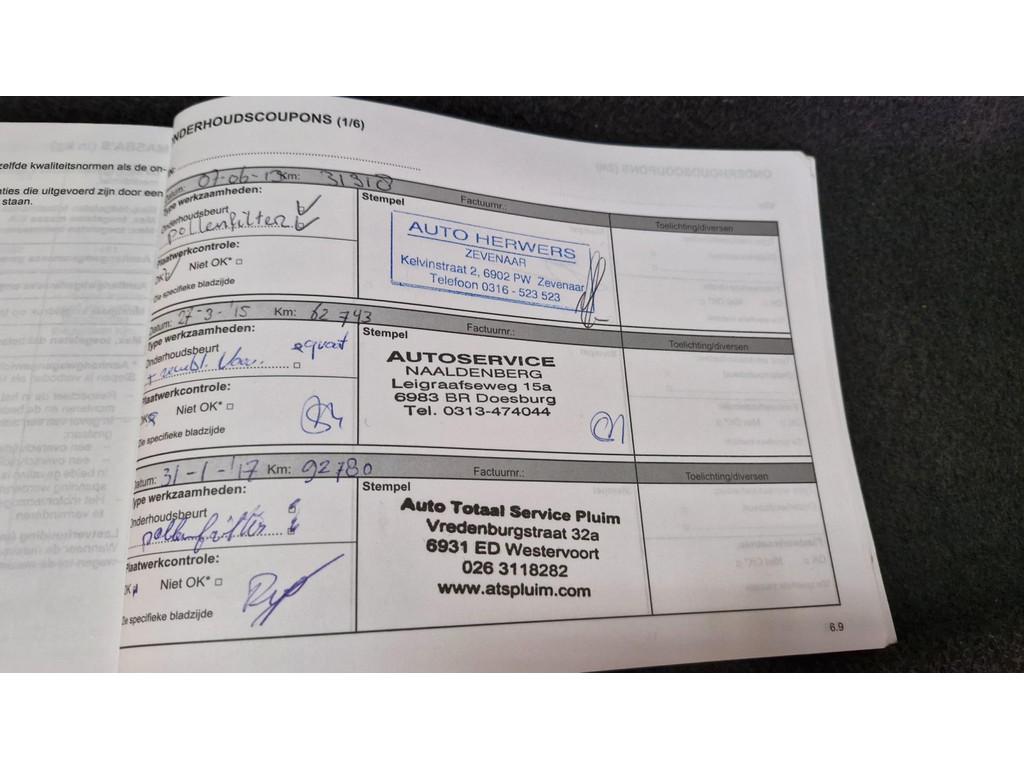 NDERHOUDSCOUPONS (1/6)
zelfde kwaliteitsnormen als de on-
ties die uitgevoerd zijn door een
staan.
Datum: 07-06-13 Km: 31318
Type werkzaamheden:
Onderhoudsbeurt
pollenfilter
Plaatwerkcontrole:
OK Niet OK*
Zie specifieke bladzijde
Stempel Factuurnr.:
Toelichting/diversen
AUTO HERWERS
ZEVENAAR
Kelvinstraat 2, 6902 PW Zevenaar
Telefoon 0316 - 523 523
Datum: 27-3-'15 Km: 62743
Type werkzaamheden:
Onderhoudsbeurt
Plaatwerkcontrole:
OK Niet OK*
Zie specifieke bladzijde
Stempel Factuurnr.:
Toelichting/diversen
AUTOSERVICE
NAALDENBERG
Leigraafseweg 15a
6983 BR Doesburg
Tel. 0313-474044
Datum: 31-1-'17 Km: 92780
Type werkzaamheden:
Onderhoudsbeurt
pollenfilter
Plaatwerkcontrole:
OK Niet OK*
Zie specifieke bladzijde
Stempel Factuurnr.:
Toelichting/diversen
Auto Totaal Service Pluim
Vredenburgstraat 32a
6931 ED Westervoort
026 3118282
www.atspluim.com
6.9